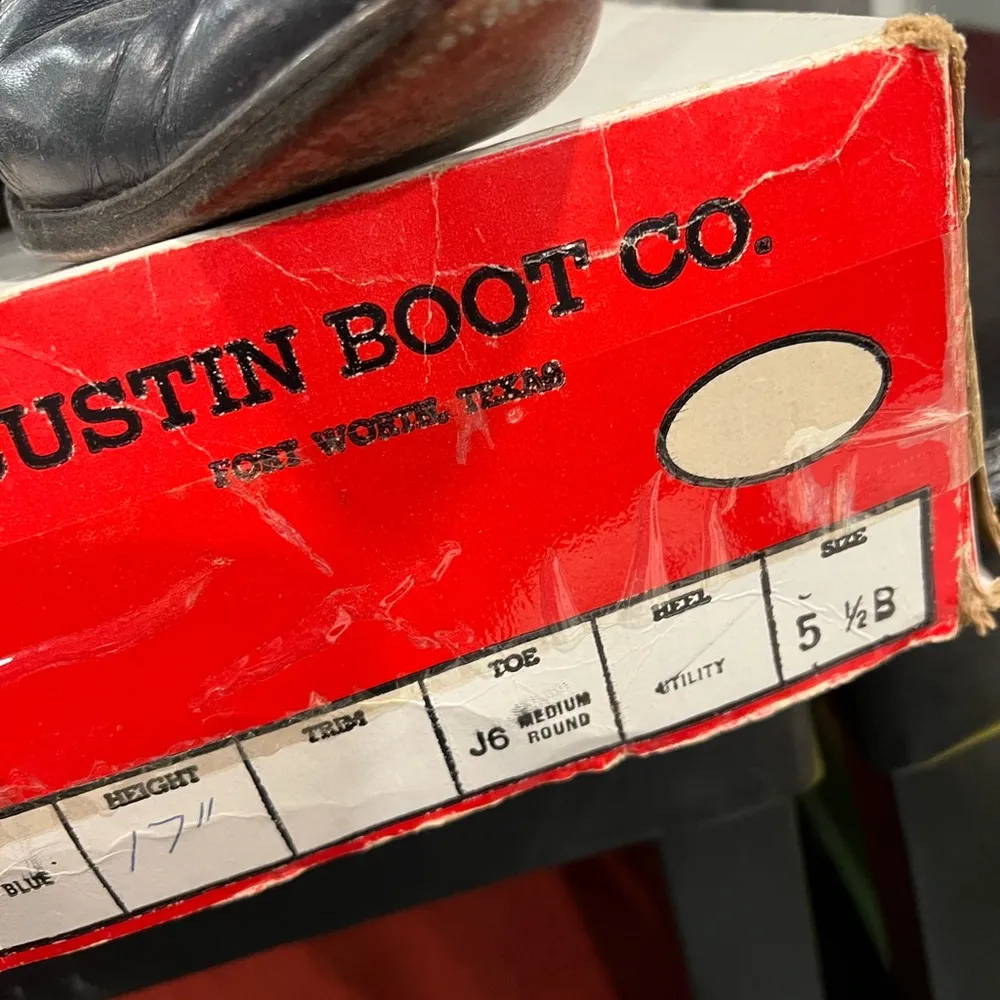 USTIN BOOT CO.
FORT WORTH, TEXAS
SIZE
5 ½ B
HEEL
UTILITY
TOE
J6 MEDIUM
ROUND
TRIM
HEIGHT
17"
BLUE